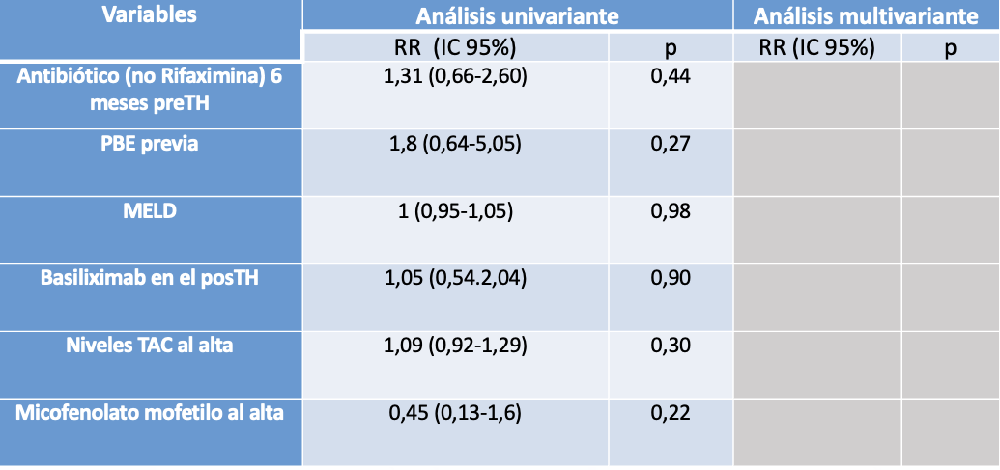 Variables Análisis univariante Análisis multivariante
RR (IC 95%) p RR (IC 95%) p
Antibiótico (no Rifaximina) 6
meses preTH
1,31 (0,66-2,60) 0,44
PBE previa 1,8 (0,64-5,05) 0,27
MELD 1 (0,95-1,05) 0,98
Basiliximab en el posTH 1,05 (0,54.2,04) 0,90
Niveles TAC al alta 1,09 (0,92-1,29) 0,30
Micofenolato mofetilo al alta 0,45 (0,13-1,6) 0,22